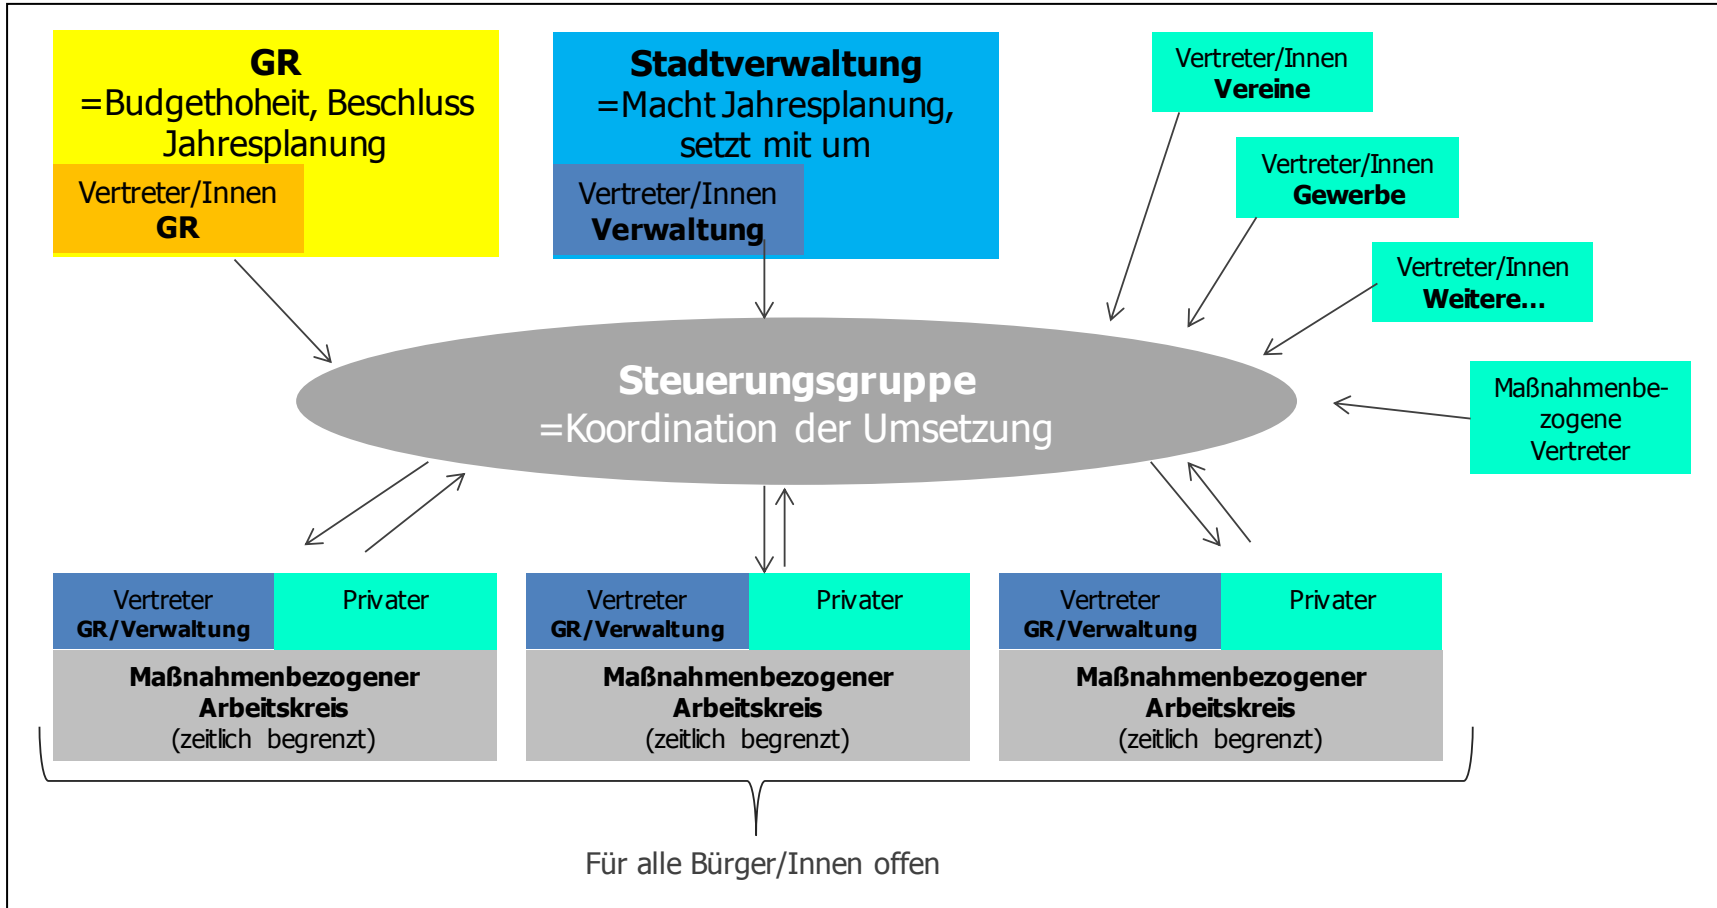 GR
=Budgethoheit, Beschluss
Jahresplanung
Vertreter/Innen
GR
Stadtverwaltung
=Macht Jahresplanung,
setzt mit um
Vertreter/Innen
Verwaltung
Vertreter/Innen
Vereine
Vertreter/Innen
Gewerbe
Vertreter/Innen
Weitere...
Maßnahmenbe-
zogene
Vertreter
Steuerungsgruppe
=Koordination der Umsetzung
Vertreter
GR/Verwaltung
Privater
Maßnahmenbezogener
Arbeitskreis
(zeitlich begrenzt)
Vertreter
GR/Verwaltung
Privater
Maßnahmenbezogener
Arbeitskreis
(zeitlich begrenzt)
Vertreter
GR/Verwaltung
Privater
Maßnahmenbezogener
Arbeitskreis
(zeitlich begrenzt)
Für alle Bürger/Innen offen